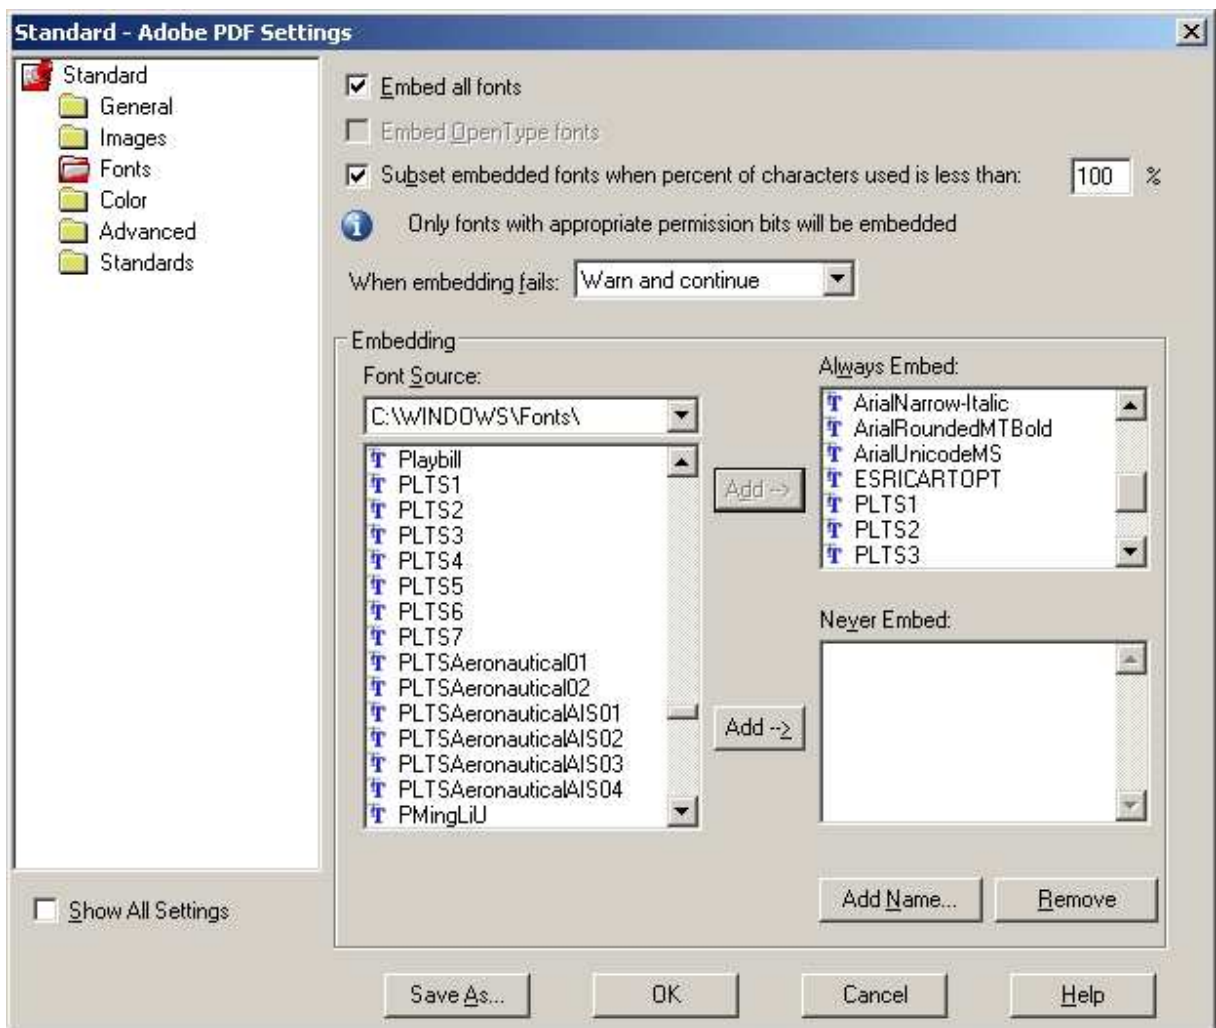 Standard - Adobe PDF Settings
Standard
General
Images
Fonts
Color
Advanced
Standards
Show All Settings
Embed all fonts
Embed OpenType fonts
Subset embedded fonts when percent of characters used is less than: 100 %
Only fonts with appropriate permission bits will be embedded
When embedding fails: Warn and continue
Embedding
Font Source:
C:\WINDOWS\Fonts\
Playbill
PLTS1
PLTS2
PLTS3
PLTS4
PLTS5
PLTS6
PLTS7
PLTSAeronautical01
PLTSAeronautical02
PLTSAeronauticalAIS01
PLTSAeronauticalAIS02
PLTSAeronauticalAIS03
PLTSAeronauticalAIS04
PMingLiU
Add -->
Add -->
Always Embed:
ArialNarrow-Italic
ArialRoundedMTBold
ArialUnicodeMS
ESRICARTOPT
PLTS1
PLTS2
PLTS3
Never Embed:
Add Name... Remove
Save As... OK Cancel Help